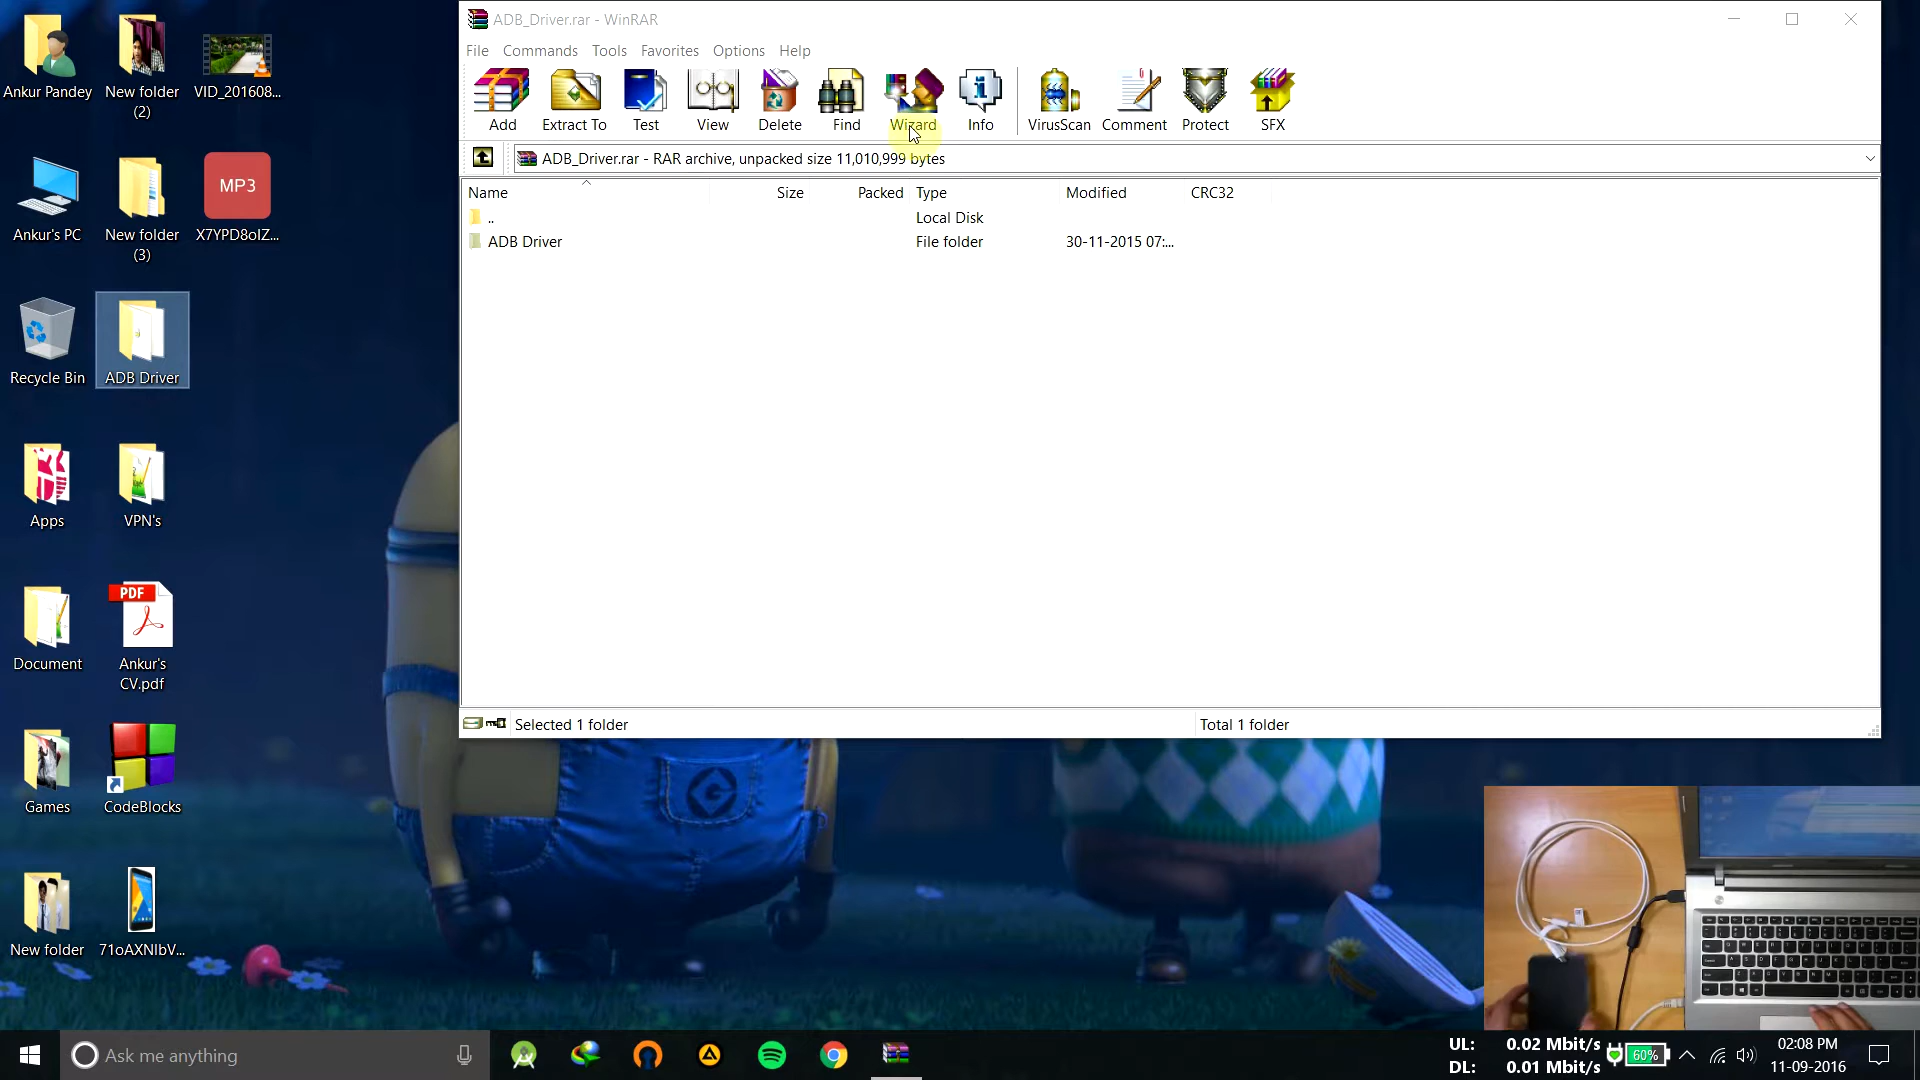 ADB_Driver.rar - WinRAR
File Commands Tools Favorites Options Help
Add Extract To Test View Delete Find Wizard Info VirusScan Comment Protect SFX
ADB_Driver.rar - RAR archive, unpacked size 11,010,999 bytes
Name Size Packed Type Modified CRC32
.. Local Disk
ADB Driver File folder 30-11-2015 07:...
Selected 1 folder Total 1 folder
Ankur Pandey
New folder
(2)
VID_201608...
Ankur's PC
New folder
(3)
MP3
X7YPD8oIZ...
Recycle Bin
ADB Driver
Apps
VPN's
Document
PDF
Ankur's
CV.pdf
Games
CodeBlocks
New folder
71oAXNIbV...
Ask me anything
UL: 0.02 Mbit/s
DL: 0.01 Mbit/s
60%
02:08 PM
11-09-2016